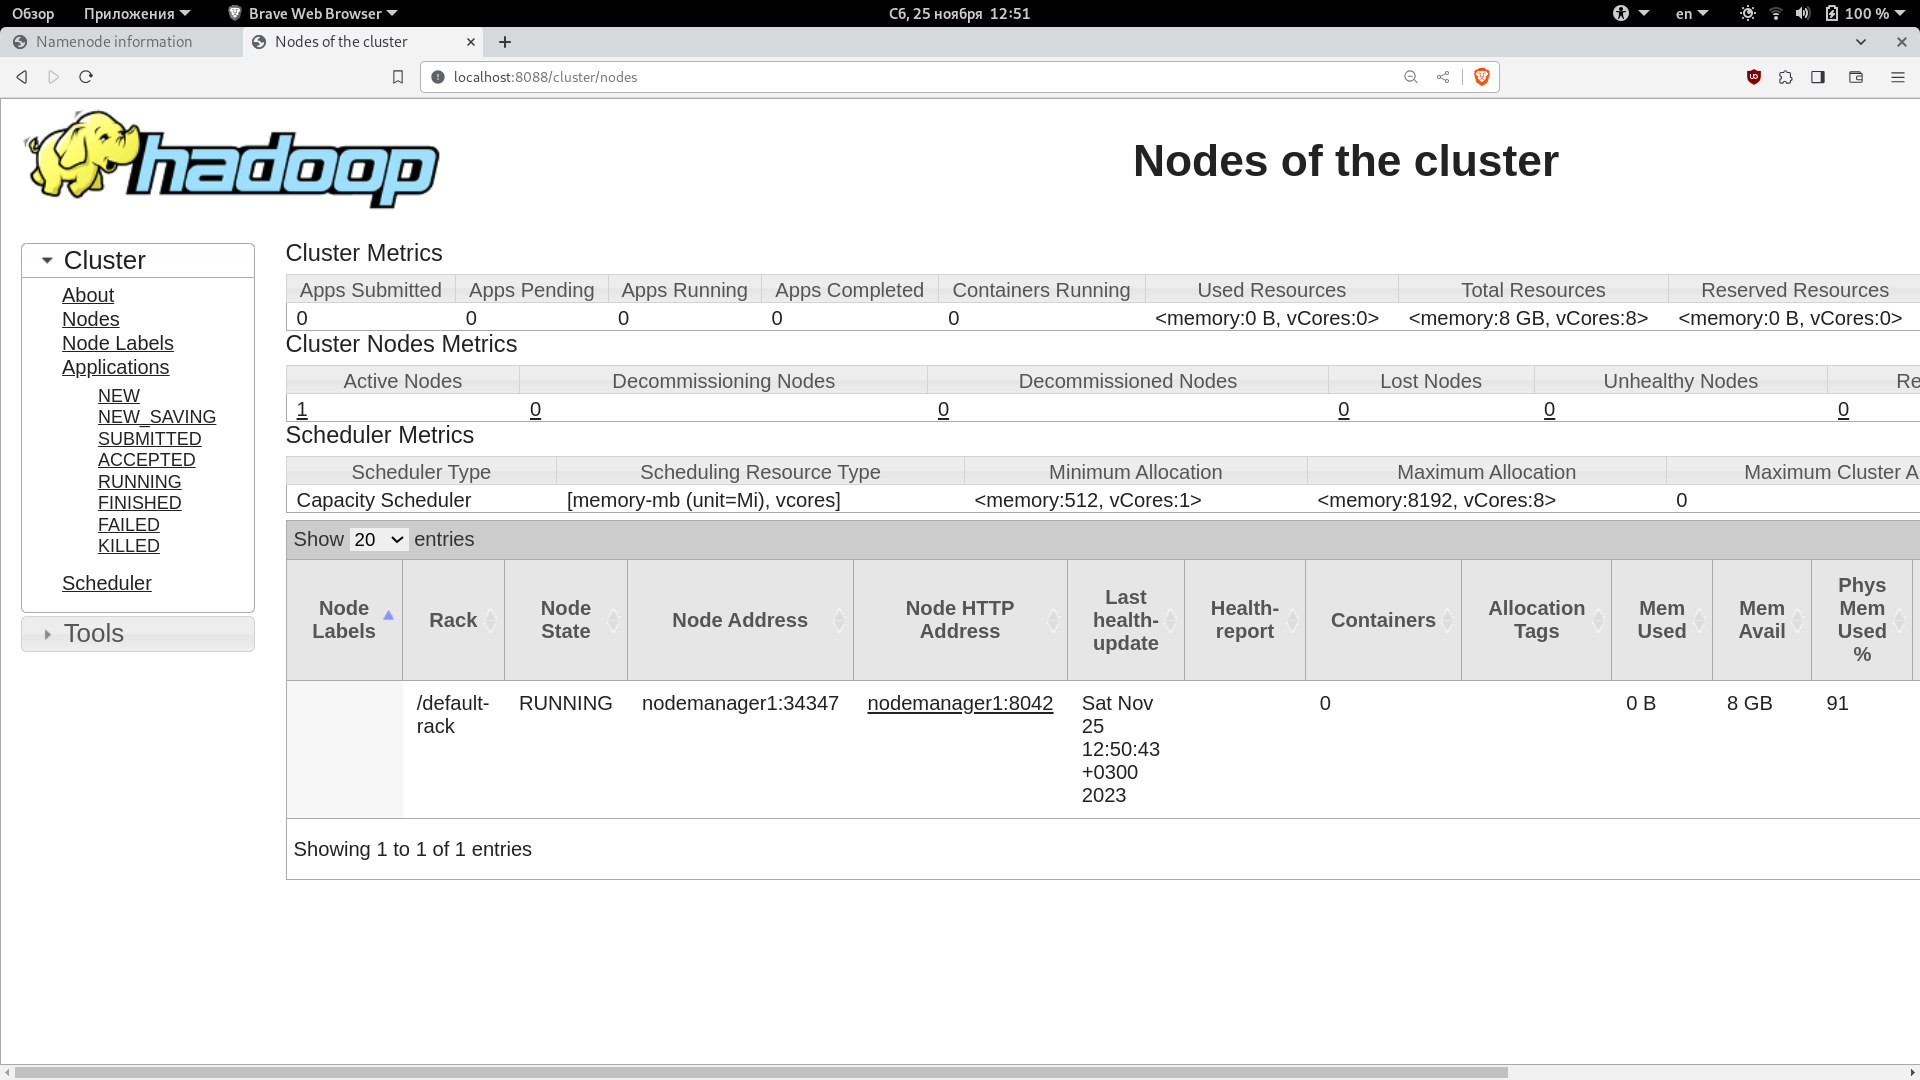 Обзор Приложения Brave Web Browser Сб, 25 ноября 12:51 en 100 %
Namenode information Nodes of the cluster
localhost:8088/cluster/nodes
hadoop
Nodes of the cluster
Cluster
About
Nodes
Node Labels
Applications
NEW
NEW_SAVING
SUBMITTED
ACCEPTED
RUNNING
FINISHED
FAILED
KILLED
Scheduler
Tools
Cluster Metrics
Apps Submitted Apps Pending Apps Running Apps Completed Containers Running Used Resources Total Resources Reserved Resources
0 0 0 0 0 <memory:0 B, vCores:0> <memory:8 GB, vCores:8> <memory:0 B, vCores:0>
Cluster Nodes Metrics
Active Nodes Decommissioning Nodes Decommissioned Nodes Lost Nodes Unhealthy Nodes Re
1 0 0 0 0 0
Scheduler Metrics
Scheduler Type Scheduling Resource Type Minimum Allocation Maximum Allocation Maximum Cluster A
Capacity Scheduler [memory-mb (unit=Mi), vcores] <memory:512, vCores:1> <memory:8192, vCores:8> 0
Show 20 entries
Node Labels Rack Node State Node Address Node HTTP Address Last health-update Health-report Containers Allocation Tags Mem Used Mem Avail Phys Mem Used %
/default-rack RUNNING nodemanager1:34347 nodemanager1:8042 Sat Nov 25 12:50:43 +0300 2023 0 0 B 8 GB 91
Showing 1 to 1 of 1 entries